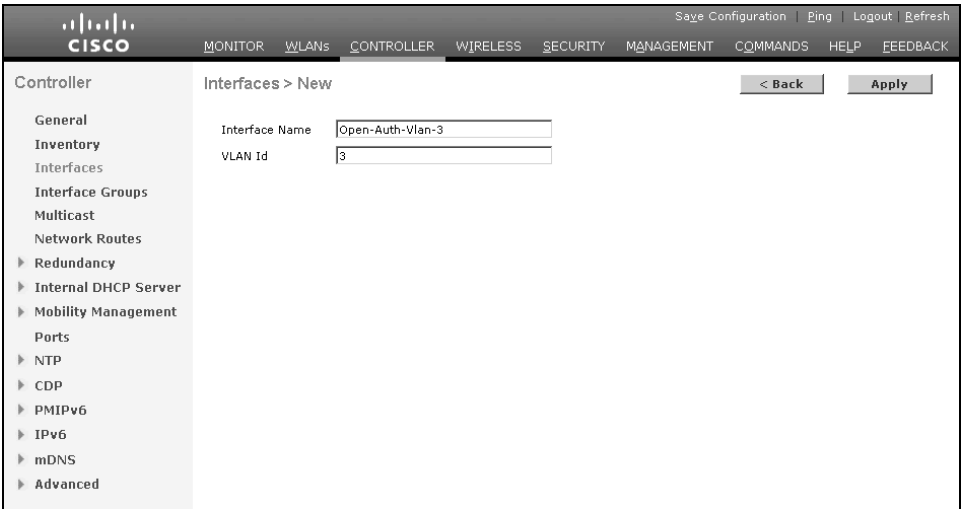 Save Configuration | Ping | Logout | Refresh
CISCO
MONITOR WLANs CONTROLLER WIRELESS SECURITY MANAGEMENT COMMANDS HELP FEEDBACK
Controller
General
Inventory
Interfaces
Interface Groups
Multicast
Network Routes
Redundancy
Internal DHCP Server
Mobility Management
Ports
NTP
CDP
PMIPv6
IPv6
mDNS
Advanced
Interfaces > New
< Back Apply
Interface Name Open-Auth-Vlan-3
VLAN Id 3